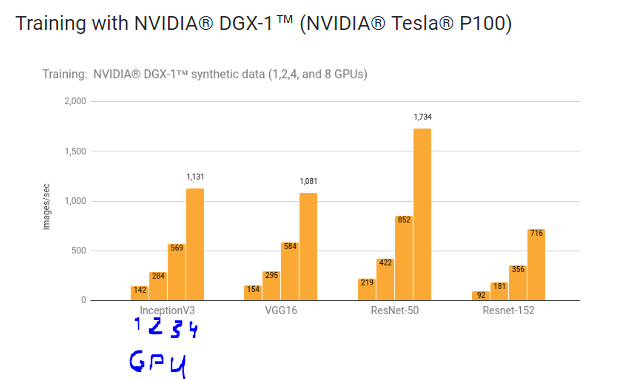 Training with NVIDIA® DGX-1™ (NVIDIA® Tesla® P100)
Training: NVIDIA® DGX-1™ synthetic data (1,2,4, and 8 GPUs)
images/sec
2,000
1,500
1,000
500
0
142 284 569 1,131
154 295 584 1,081
219 422 852 1,734
92 181 356 716
InceptionV3 VGG16 ResNet-50 Resnet-152
1 2 3 4
GPU